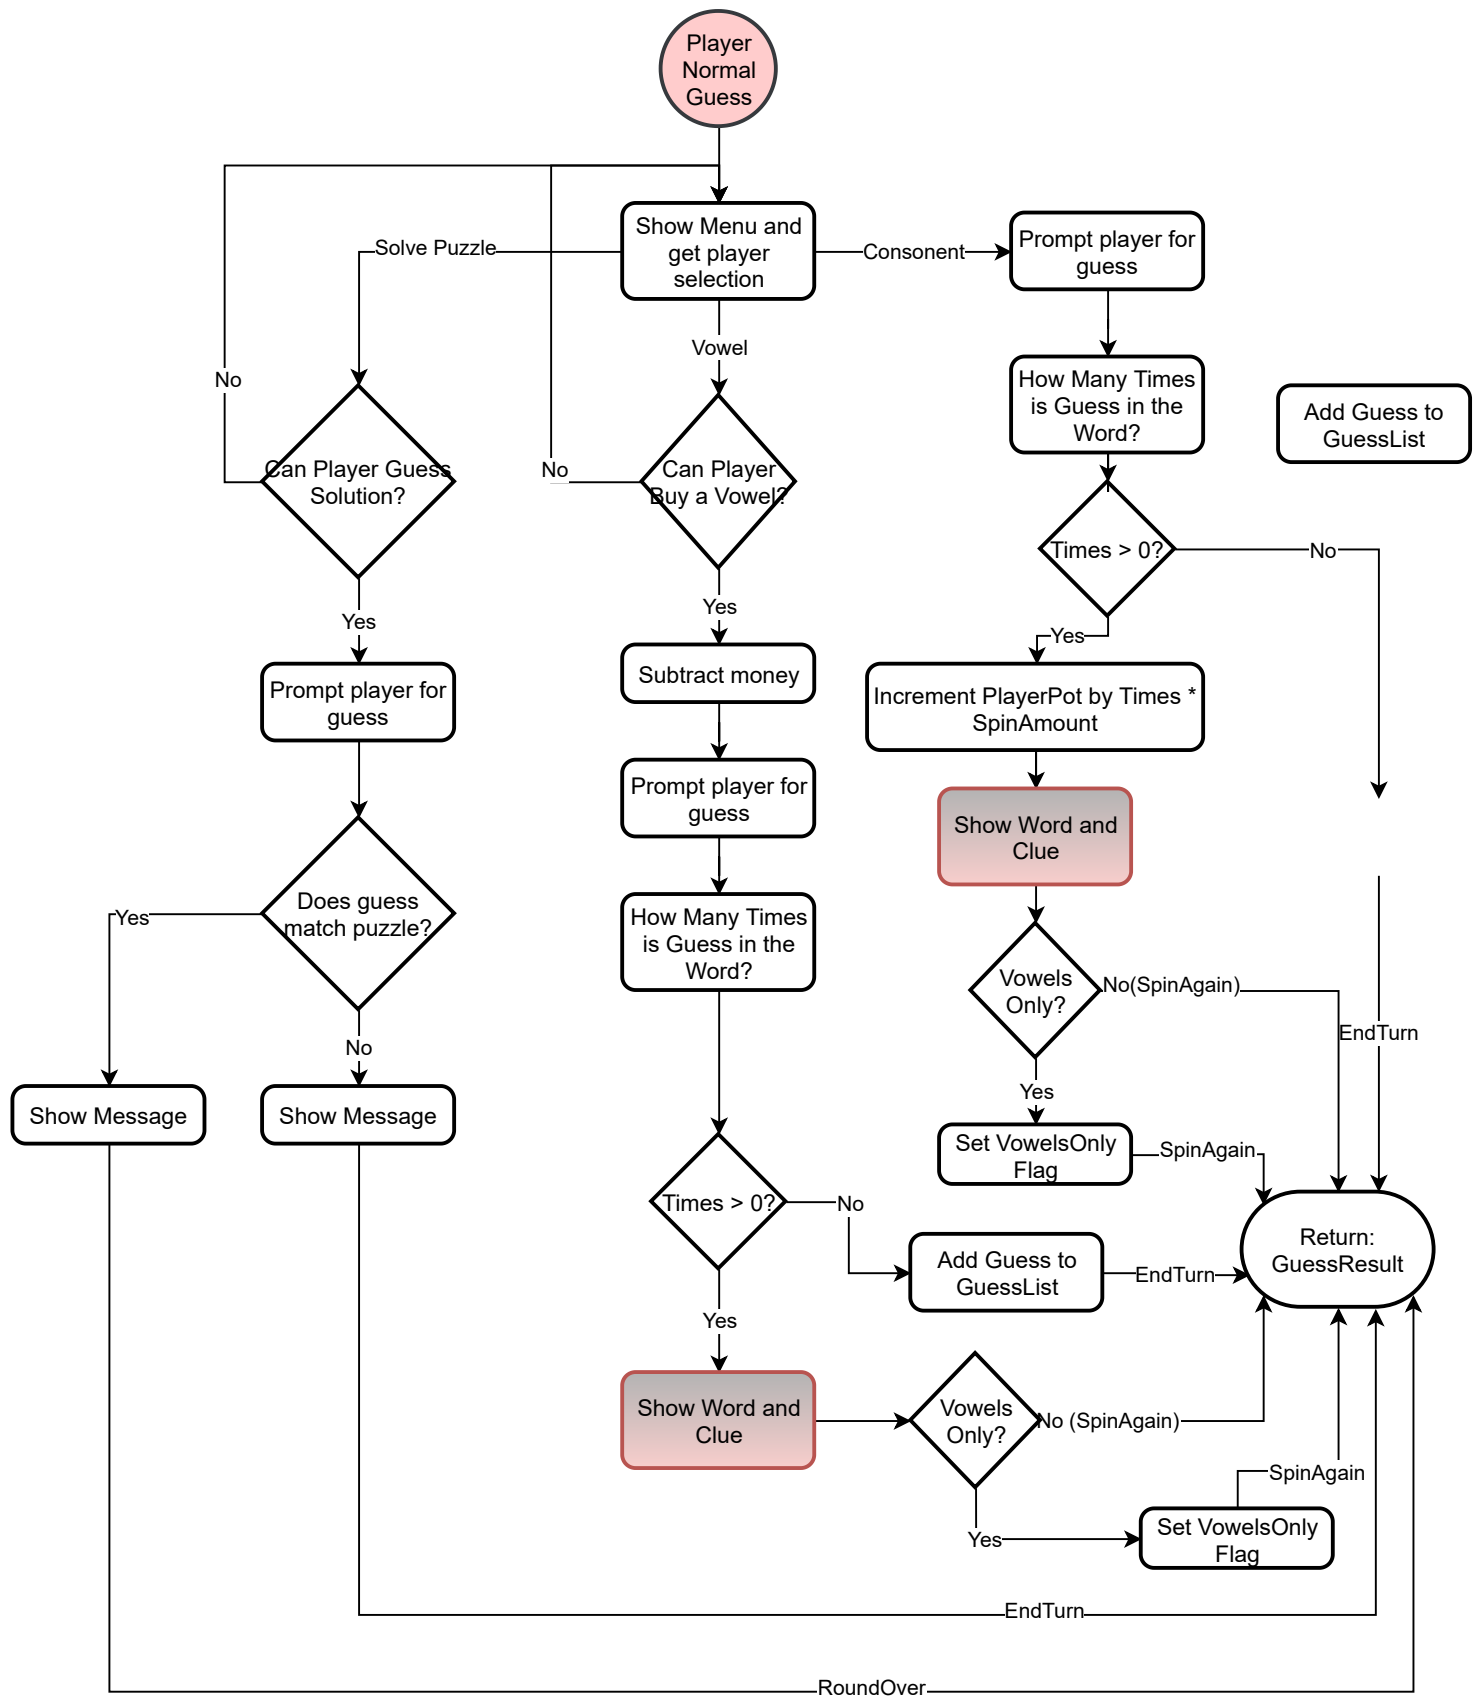 Player
Normal
Guess
Show Menu and
get player
selection
Solve Puzzle
Consonent
Prompt player for
guess
Vowel
No
How Many Times
is Guess in the
Word?
Add Guess to
GuessList
Can Player Guess
Solution?
No
Can Player
Buy a Vowel?
Times > 0?
No
Yes
Yes
Yes
Prompt player for
guess
Subtract money
Increment PlayerPot by Times *
SpinAmount
Prompt player for
guess
Show Word and
Clue
Does guess
match puzzle?
Yes
How Many Times
is Guess in the
Word?
Vowels
Only?
No(SpinAgain)
EndTurn
No
Yes
Show Message
Show Message
Set VowelsOnly
Flag
SpinAgain
Times > 0?
No
Return:
GuessResult
Add Guess to
GuessList
EndTurn
Yes
Show Word and
Clue
Vowels
Only?
No (SpinAgain)
SpinAgain
Yes
Set VowelsOnly
Flag
EndTurn
RoundOver